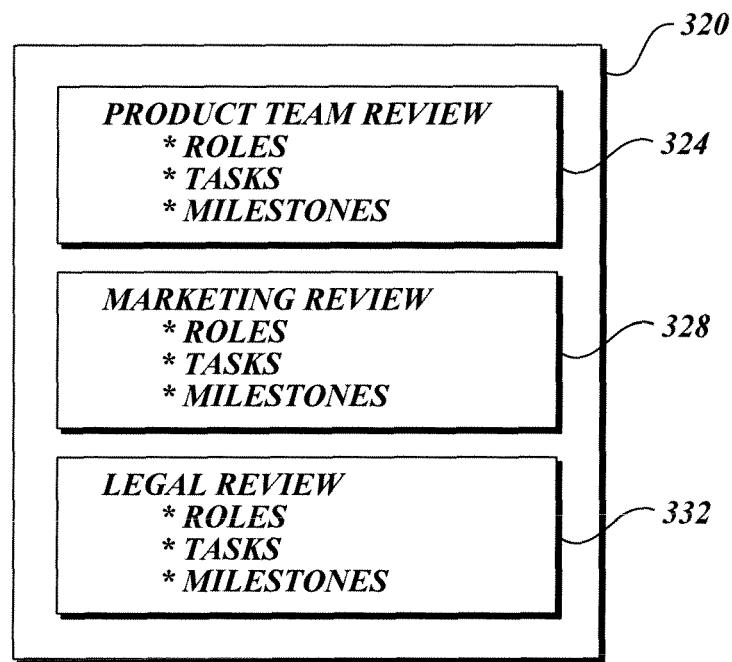 320
PRODUCT TEAM REVIEW
* ROLES
* TASKS
* MILESTONES
324
MARKETING REVIEW
* ROLES
* TASKS
* MILESTONES
328
LEGAL REVIEW
* ROLES
* TASKS
* MILESTONES
332